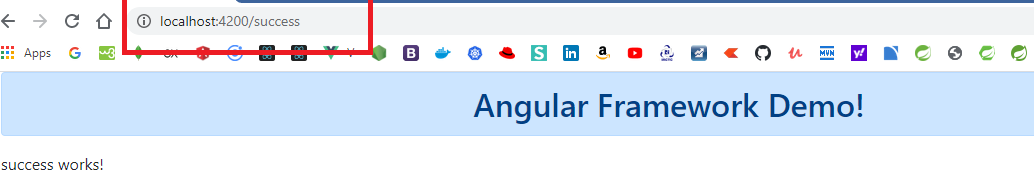 localhost:4200/success
Apps
Angular Framework Demo!
success works!